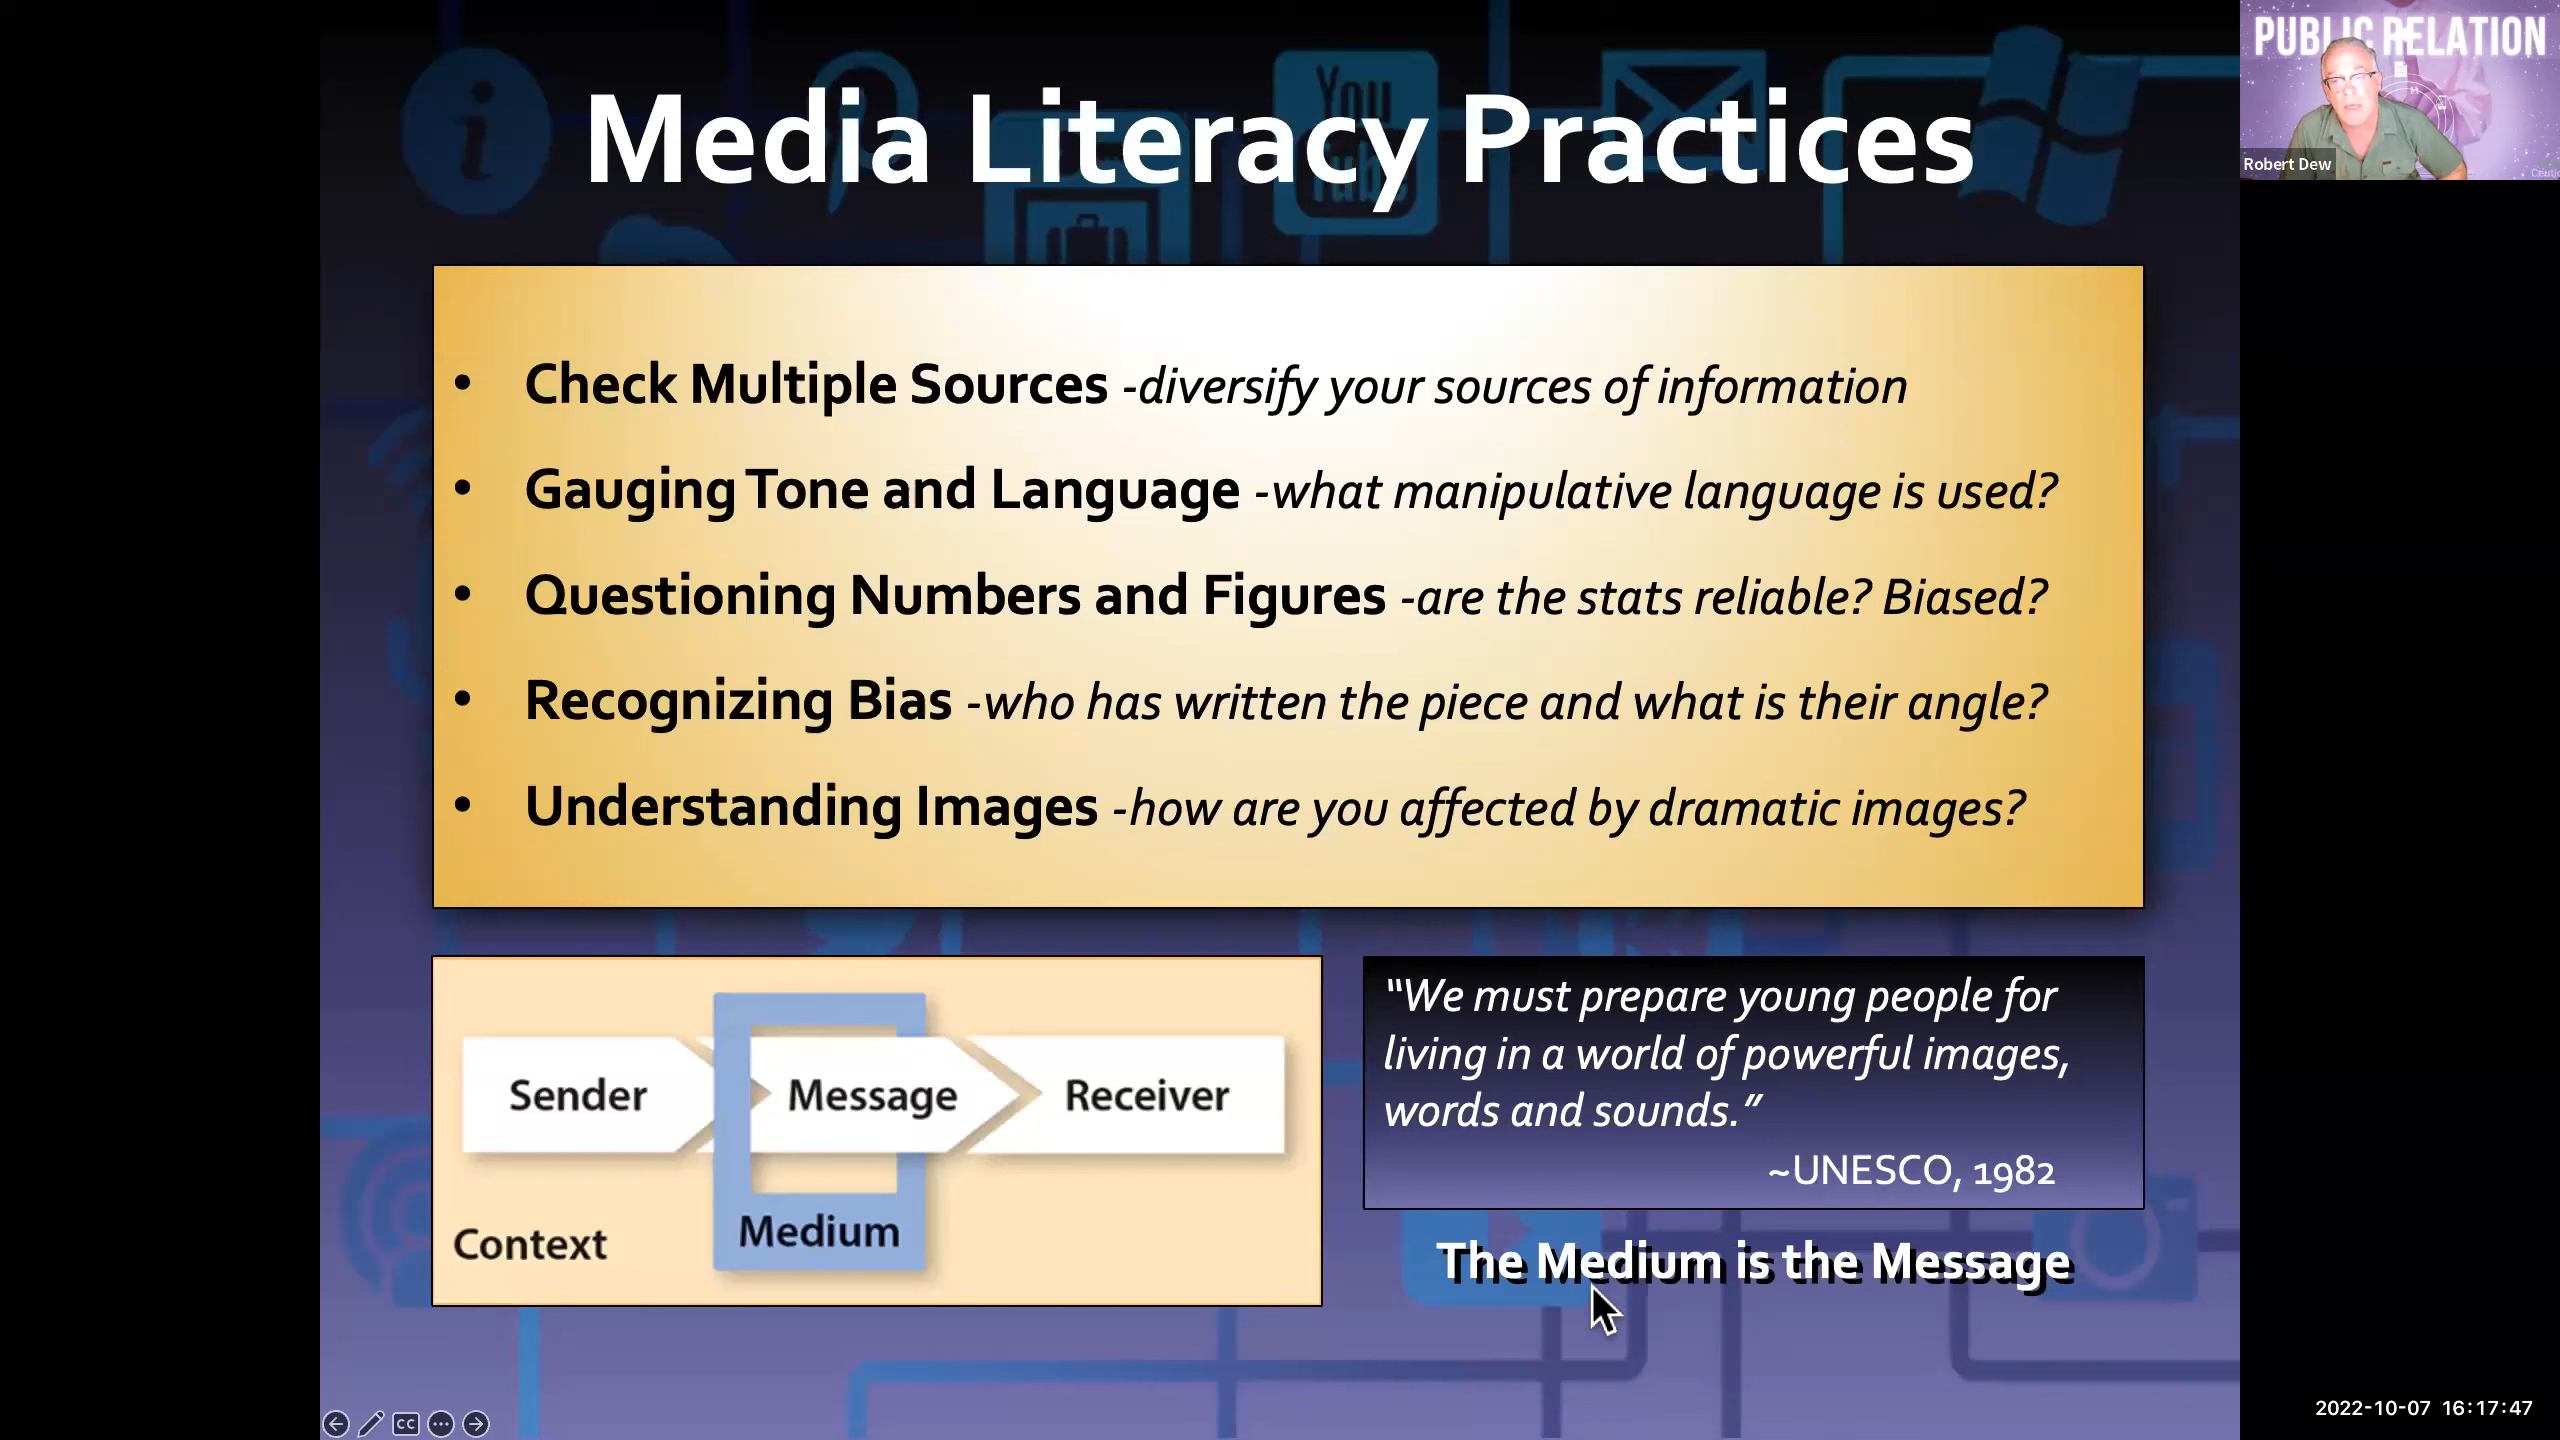 PUBLIC RELATION
Robert Dew
You
Tube
Media Literacy Practices
• Check Multiple Sources -diversify your sources of information
• Gauging Tone and Language -what manipulative language is used?
• Questioning Numbers and Figures -are the stats reliable? Biased?
• Recognizing Bias -who has written the piece and what is their angle?
• Understanding Images -how are you affected by dramatic images?
Sender
Message
Receiver
Context
Medium
“We must prepare young people for
living in a world of powerful images,
words and sounds.”
~UNESCO, 1982
The Medium is the Message
CC
2022-10-07 16:17:47